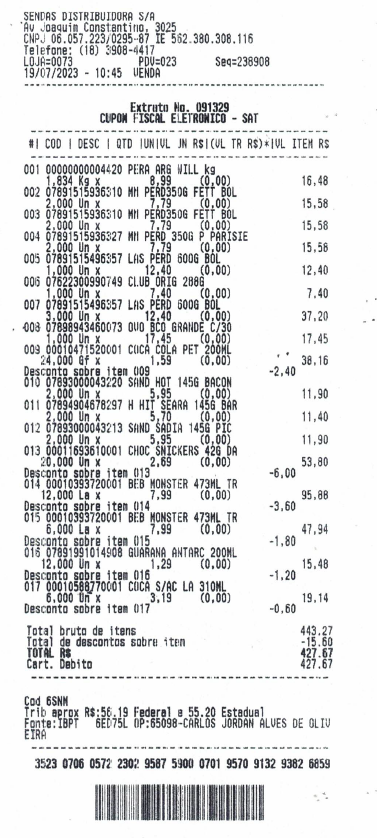 SENDAS DISTRIBUIDORA S/A
Av Joaquim Constantino, 3025
CNPJ 06.057.223/0295-87 IE 562.380.308.116
Telefone: (18) 3908-4417
LOJA=0073 PDV=023 Seq=238908
19/07/2023 - 10:45 VENDA
Extrato No. 091329
CUPOM FISCAL ELETRONICO - SAT
#| COD | DESC | QTD |UN|VL UN R$|(VL TR R$)*|VL ITEM R$
001 00000000004420 PERA ARG WILL kg
1,834 Kg x 8,99 (0,00) 16,48
002 07891515936310 MM PERD350G FETT BOL
2,000 Un x 7,79 (0,00) 15,58
003 07891515936310 MM PERD350G FETT BOL
2,000 Un x 7,79 (0,00) 15,58
004 07891515936327 MM PERD 350G P PARISIE
2,000 Un x 7,79 (0,00) 15,58
005 07891515496357 LAS PERD 600G BOL
1,000 Un x 12,40 (0,00) 12,40
006 07622300990749 CLUB ORIG 288G
1,000 Un x 7,40 (0,00) 7,40
007 07891515496357 LAS PERD 600G BOL
3,000 Un x 12,40 (0,00) 37,20
008 07898943460073 OVO BCO GRANDE C/30
1,000 Un x 17,45 (0,00) 17,45
009 00010471520001 COCA COLA PET 200ML
24,000 Gf x 1,59 (0,00) 38,16
Desconto sobre item 009 -2,40
010 07893000043220 SAND HOT 145G BACON
2,000 Un x 5,95 (0,00) 11,90
011 07894904678297 H HIT SEARA 145G BAR
2,000 Un x 5,70 (0,00) 11,40
012 07893000043213 SAND SADIA 145G PIC
2,000 Un x 5,95 (0,00) 11,90
013 00011693610001 CHOC SNICKERS 42G DA
20,000 Un x 2,69 (0,00) 53,80
Desconto sobre item 013 -6,00
014 00010393720001 BEB MONSTER 473ML TR
12,000 La x 7,99 (0,00) 95,88
Desconto sobre item 014 -3,60
015 00010393720001 BEB MONSTER 473ML TR
6,000 La x 7,99 (0,00) 47,94
Desconto sobre item 015 -1,80
016 07891991014908 GUARANA ANTARC 200ML
12,000 Un x 1,29 (0,00) 15,48
Desconto sobre item 016 -1,20
017 00010588770001 COCA S/AC LA 310ML
6,000 Un x 3,19 (0,00) 19,14
Desconto sobre item 017 -0,60
Total bruto de itens 443.27
Total de descontos sobre item -15.60
TOTAL R$ 427.67
Cart. Debito 427.67
Cod 6SNM
Trib aprox R$:56.19 Federal e 55.20 Estadual
Fonte:IBPT 6ED75L OP:65098-CARLOS JORDAN ALVES DE OLIV
EIRA
3523 0706 0572 2302 9587 5900 0701 9570 9132 9382 6859